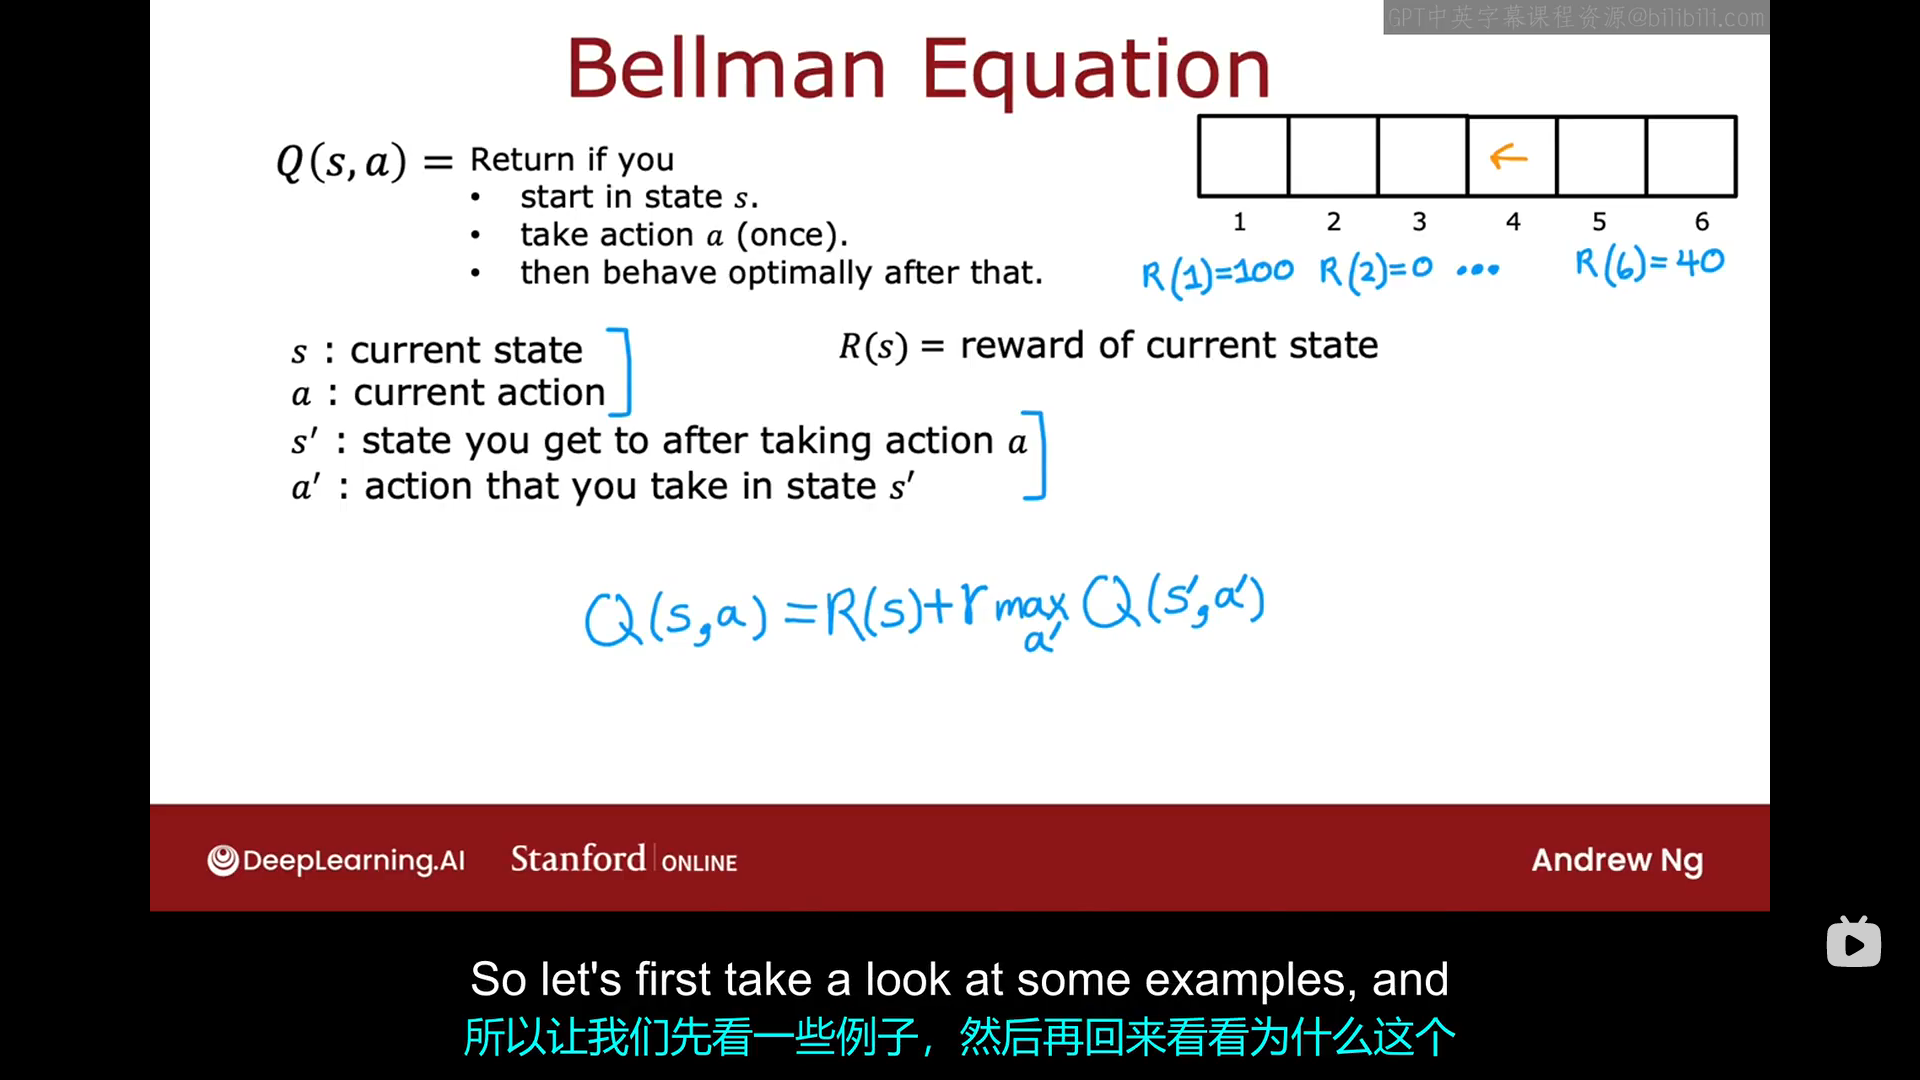 GPT中英字幕课程资源@bilibili.com
Bellman Equation
Q(s,a) = Return if you
• start in state s.
• take action a (once).
• then behave optimally after that.
←
1 2 3 4 5 6
R(1)=100 R(2)=0 ••• R(6)=40
s : current state
a : current action
R(s) = reward of current state
s′ : state you get to after taking action a
a′ : action that you take in state s′
Q(s,a) = R(s)+γ max Q(s′,a′)
a′
DeepLearning.AI Stanford ONLINE Andrew Ng
So let's first take a look at some examples, and
所以让我们先看一些例子，然后再回来看看为什么这个